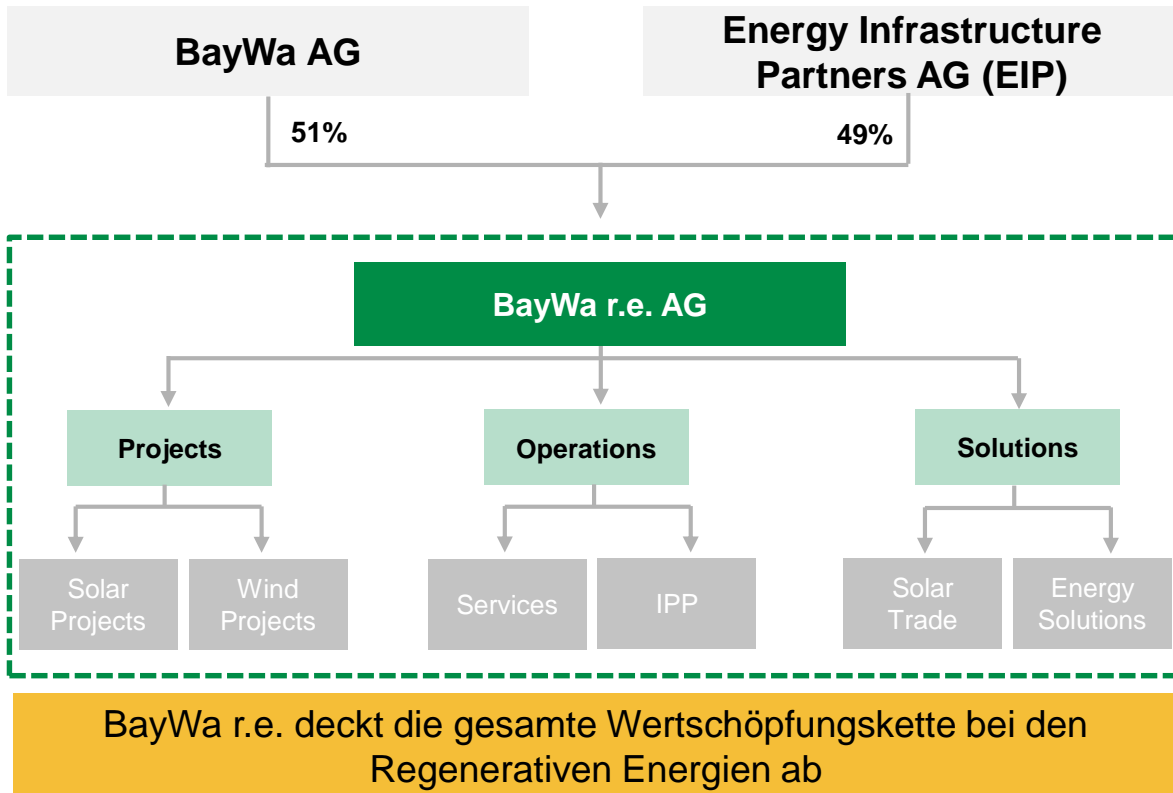 BayWa AG
Energy Infrastructure
Partners AG (EIP)
51%
49%
BayWa r.e. AG
Projects
Operations
Solutions
Solar
Projects
Wind
Projects
Services
IPP
Solar
Trade
Energy
Solutions
BayWa r.e. deckt die gesamte Wertschöpfungskette bei den
Regenerativen Energien ab